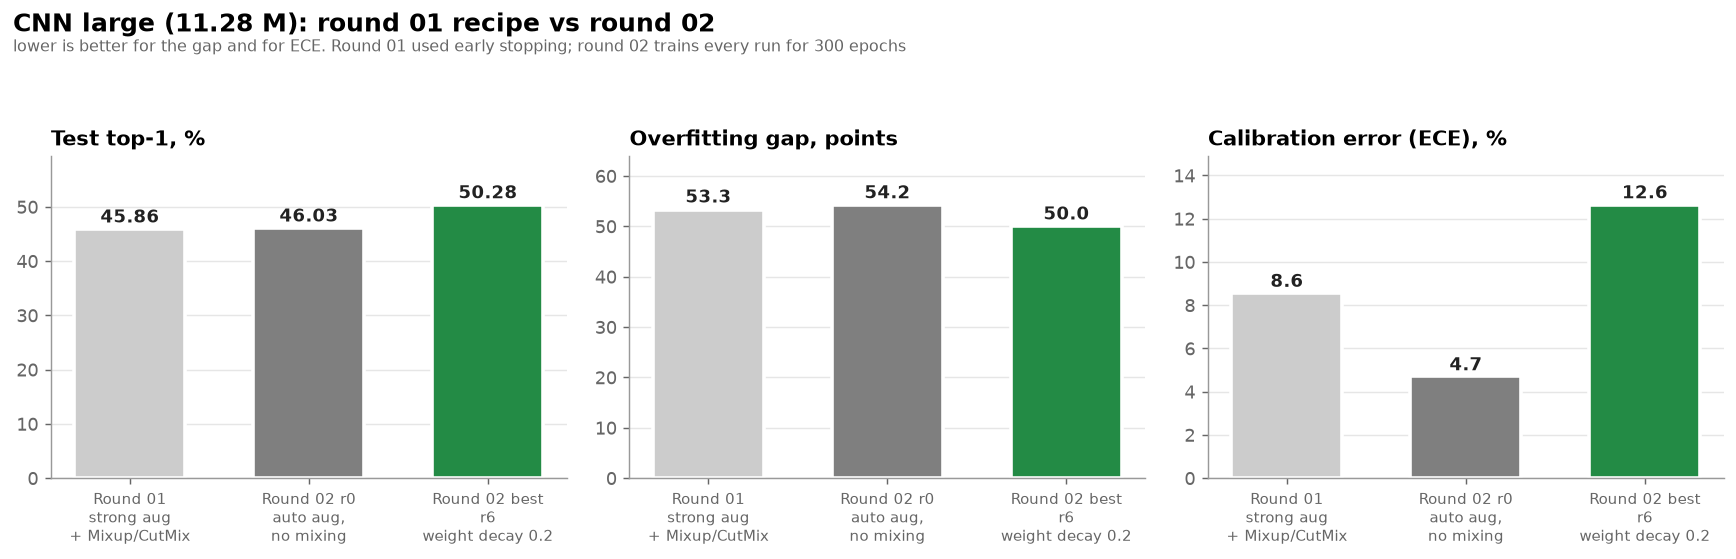 CNN large (11.28 M): round 01 recipe vs round 02
lower is better for the gap and for ECE. Round 01 used early stopping; round 02 trains every run for 300 epochs
Test top-1, %
50
40
30
20
10
0
45.86
46.03
50.28
Round 01
strong aug
+ Mixup/CutMix
Round 02 r0
auto aug,
no mixing
Round 02 best
r6
weight decay 0.2
Overfitting gap, points
60
50
40
30
20
10
0
53.3
54.2
50.0
Round 01
strong aug
+ Mixup/CutMix
Round 02 r0
auto aug,
no mixing
Round 02 best
r6
weight decay 0.2
Calibration error (ECE), %
14
12
10
8
6
4
2
0
8.6
4.7
12.6
Round 01
strong aug
+ Mixup/CutMix
Round 02 r0
auto aug,
no mixing
Round 02 best
r6
weight decay 0.2